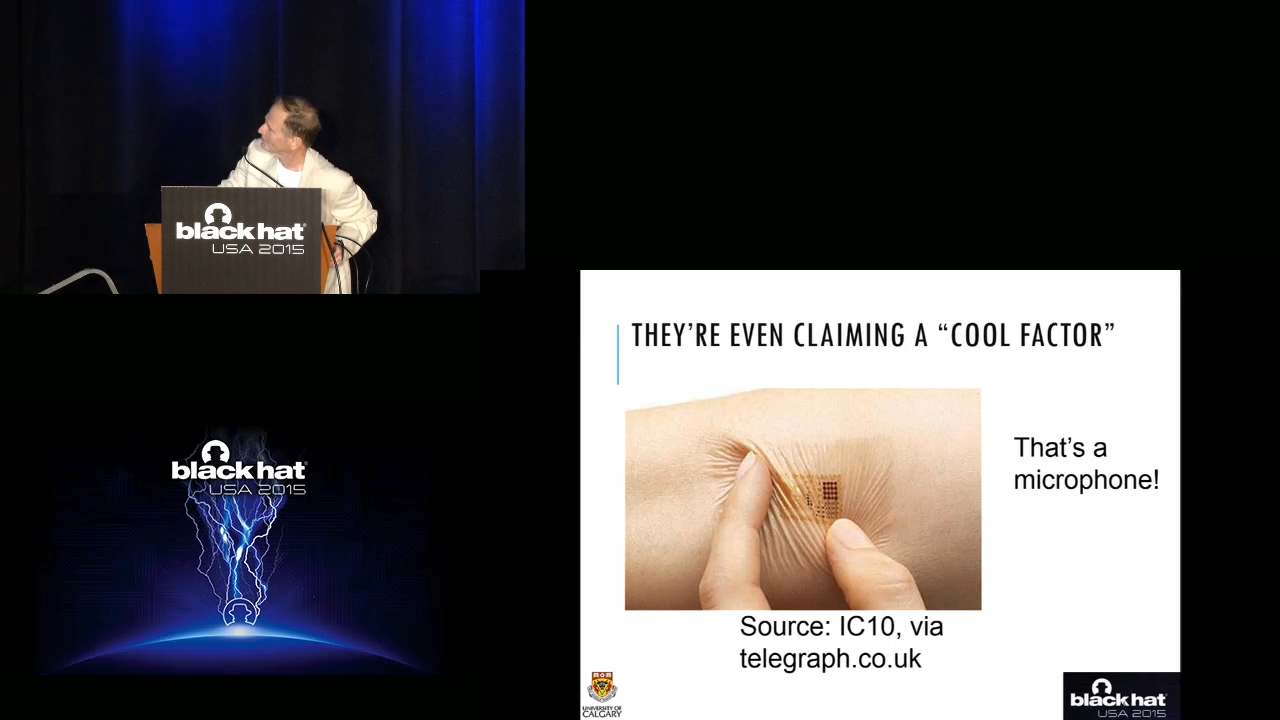 black hat
USA 2015
THEY'RE EVEN CLAIMING A “COOL FACTOR”
That's a
microphone!
Source: IC10, via
telegraph.co.uk
black hat
USA 2015
UNIVERSITY OF
CALGARY
black hat
USA 2015